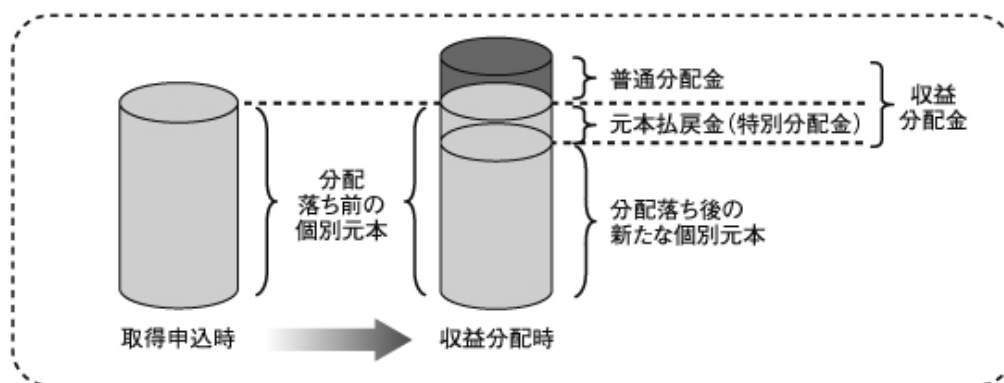 普通分配金
元本払戻金(特別分配金)
収益
分配金
分配
落ち前の
個別元本
分配落ち後の
新たな個別元本
取得申込時
収益分配時